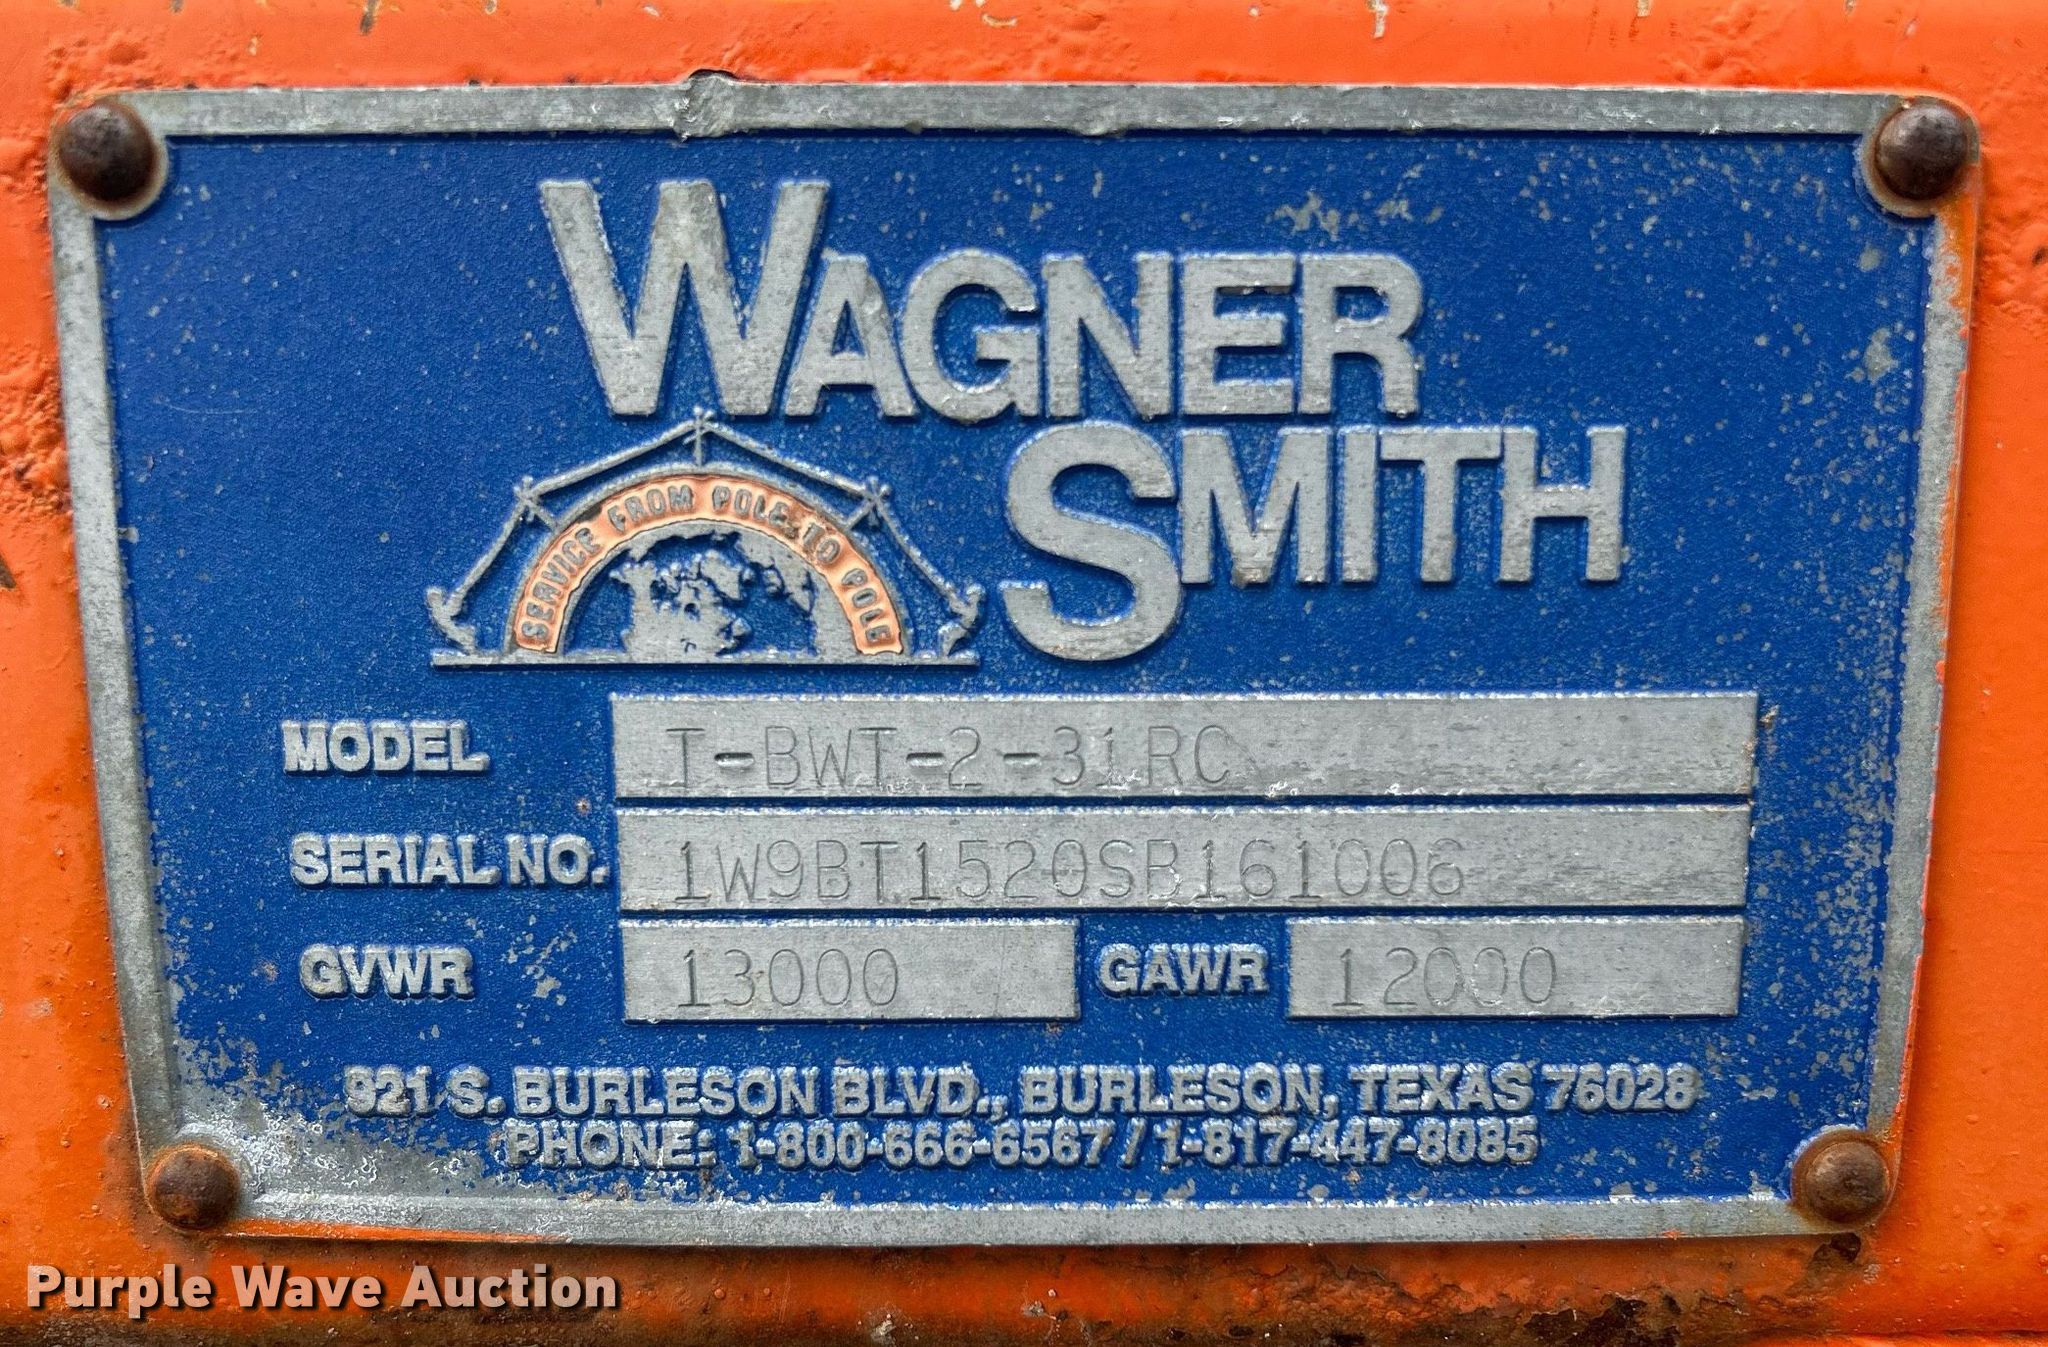 WAGNER
SMITH
SERVICE FROM POLE TO POLE
MODEL T-BWT-2-31RC
SERIAL NO. 1W9BT1520SB161006
GVWR 13000 GAWR 12000
921 S. BURLESON BLVD., BURLESON, TEXAS 76028
PHONE: 1-800-666-6567 / 1-817-447-8085
Purple Wave Auction